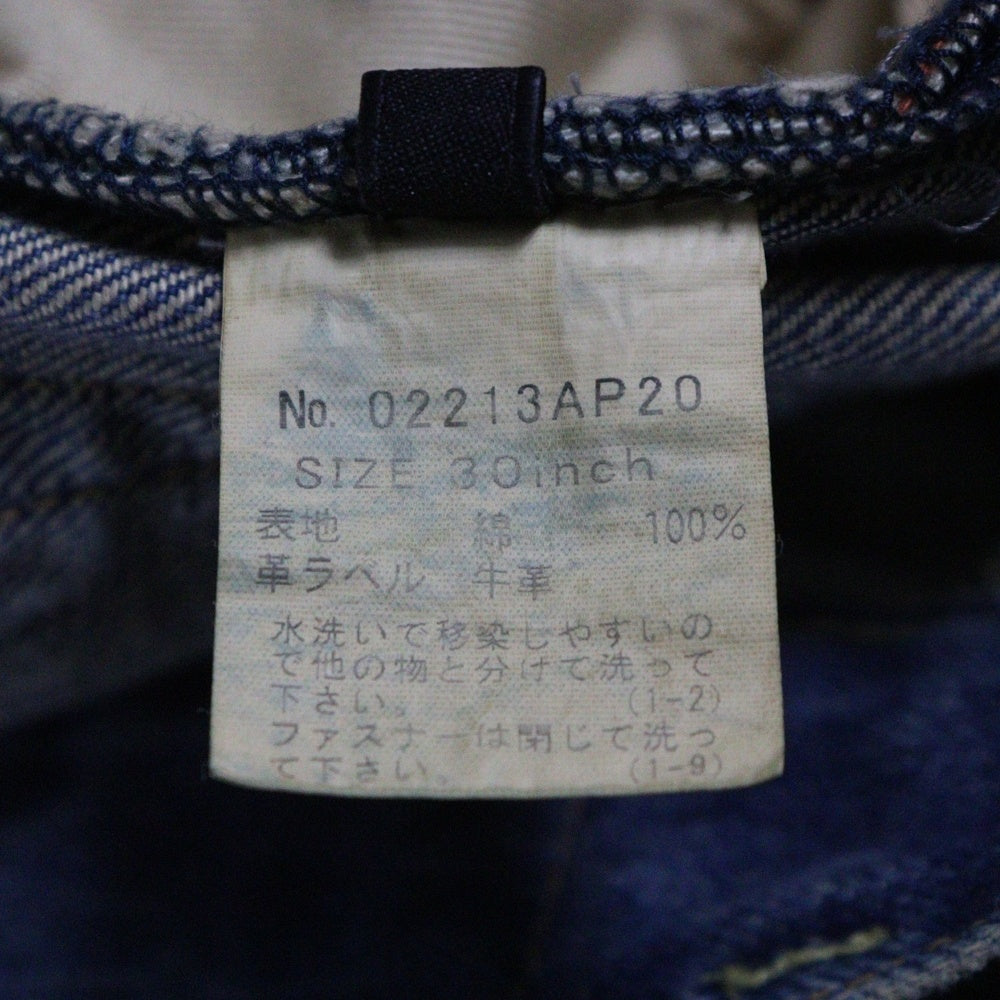 No. 02213AP20
SIZE 30inch
表地 綿 100%
革ラベル 牛革
水洗いで移染しやすいの
で他の物と分けて洗って
下さい。 (1-2)
ファスナーは閉じて洗っ
て下さい。 (1-9)